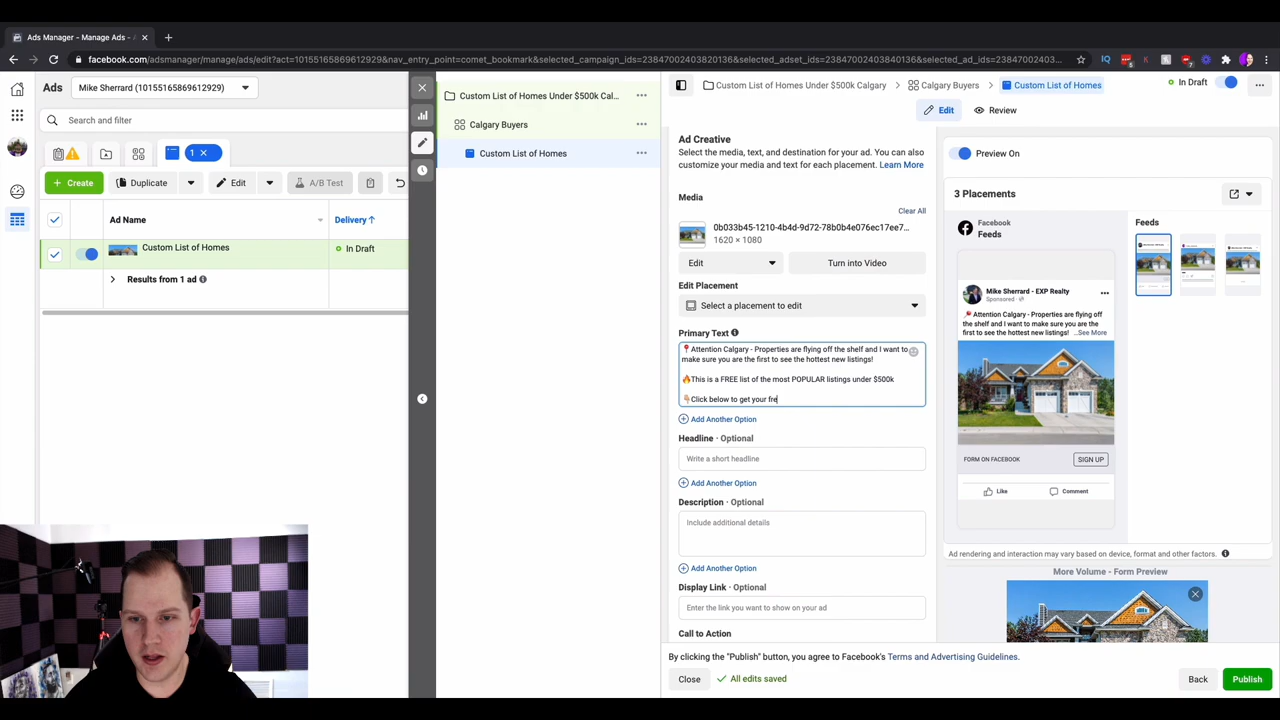 Ads Manager - Manage Ads - A
facebook.com/adsmanager/manage/ads/edit?act=10155165869612929&nav_entry_point=comet_bookmark&selected_campaign_ids=23847002403820136&selected_adset_ids=23847002403840136&selected_ad_ids=23847002403...
Ads
Mike Sherrard (10155165869612929)
Search and filter
1
+ Create
Duplicate
Edit
A/B Test
Ad Name
Delivery ↑
Custom List of Homes
In Draft
Results from 1 ad
Custom List of Homes Under $500k Cal...
Calgary Buyers
Custom List of Homes
Custom List of Homes Under $500k Calgary
Calgary Buyers
Custom List of Homes
In Draft
Edit
Review
Ad Creative
Select the media, text, and destination for your ad. You can
also customize your media and text for each placement. Learn More
Media
Clear All
0b033b45-1210-4b4d-9d72-78b0b4e076ec17ee7...
1620 × 1080
Edit
Turn into Video
Edit Placement
Select a placement to edit
Primary Text
📍Attention Calgary - Properties are flying off the shelf and I want to
make sure you are the first to see the hottest new listings!
🔥This is a FREE list of the most POPULAR listings under $500k
👇🏼Click below to get your fre
Add Another Option
Headline · Optional
Write a short headline
Add Another Option
Description · Optional
Include additional details
Add Another Option
Display Link · Optional
Enter the link you want to show on your ad
Call to Action
Preview On
3 Placements
Facebook
Feeds
Feeds
Mike Sherrard - EXP Realty
Sponsored ·
📍 Attention Calgary - Properties are flying off
the shelf and I want to make sure you are the
first to see the hottest new listings! ...See More
FORM ON FACEBOOK
SIGN UP
Like
Comment
Ad rendering and interaction may vary based on device, format and other factors.
More Volume - Form Preview
By clicking the "Publish" button, you agree to Facebook's Terms and Advertising Guidelines.
Close
All edits saved
Back
Publish